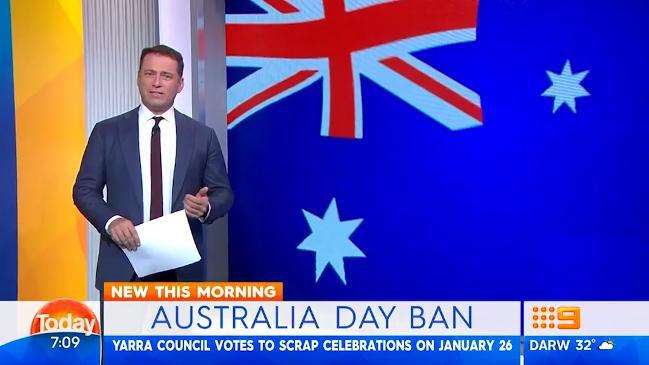 NEW THIS MORNING
AUSTRALIA DAY BAN
9
Today
7:09
YARRA COUNCIL VOTES TO SCRAP CELEBRATIONS ON JANUARY 26
DARW 32°